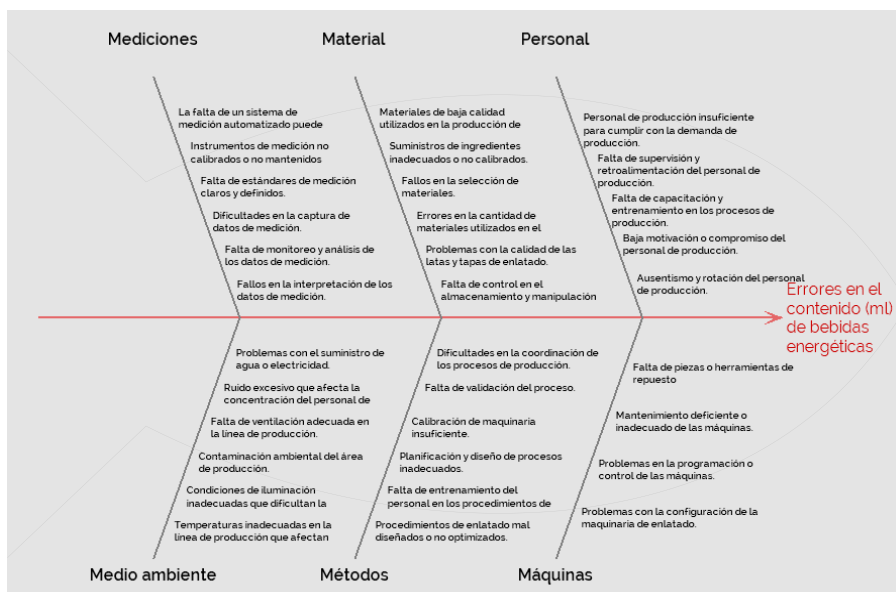 Mediciones
Material
Personal
La falta de un sistema de
medición automatizado puede
Instrumentos de medición no
calibrados o no mantenidos
Falta de estándares de medición
claros y definidos.
Dificultades en la captura de
datos de medición.
Falta de monitoreo y análisis de
los datos de medición.
Fallos en la interpretación de los
datos de medición.
Materiales de baja calidad
utilizados en la producción de
Suministros de ingredientes
inadecuados o no calibrados.
Fallos en la selección de
materiales.
Errores en la cantidad de
materiales utilizados en el
Problemas con la calidad de las
latas y tapas de enlatado.
Falta de control en el
almacenamiento y manipulación
Personal de producción insuficiente
para cumplir con la demanda de
producción.
Falta de supervisión y
retroalimentación del personal de
producción.
Falta de capacitación y
entrenamiento en los procesos de
producción.
Baja motivación o compromiso del
personal de producción.
Ausentismo y rotación del personal
de producción.
Errores en el
contenido (ml)
de bebidas
energéticas
Problemas con el suministro de
agua o electricidad.
Ruido excesivo que afecta la
concentración del personal de
Falta de ventilación adecuada en
la línea de producción.
Contaminación ambiental del área
de producción.
Condiciones de iluminación
inadecuadas que dificultan la
Temperaturas inadecuadas en la
línea de producción que afectan
Dificultades en la coordinación de
los procesos de producción.
Falta de validación del proceso.
Calibración de maquinaria
insuficiente.
Planificación y diseño de procesos
inadecuados.
Falta de entrenamiento del
personal en los procedimientos de
Procedimientos de enlatado mal
diseñados o no optimizados.
Falta de piezas o herramientas de
repuesto
Mantenimiento deficiente o
inadecuado de las máquinas.
Problemas en la programación o
control de las máquinas.
Problemas con la configuración de la
maquinaria de enlatado.
Medio ambiente
Métodos
Máquinas